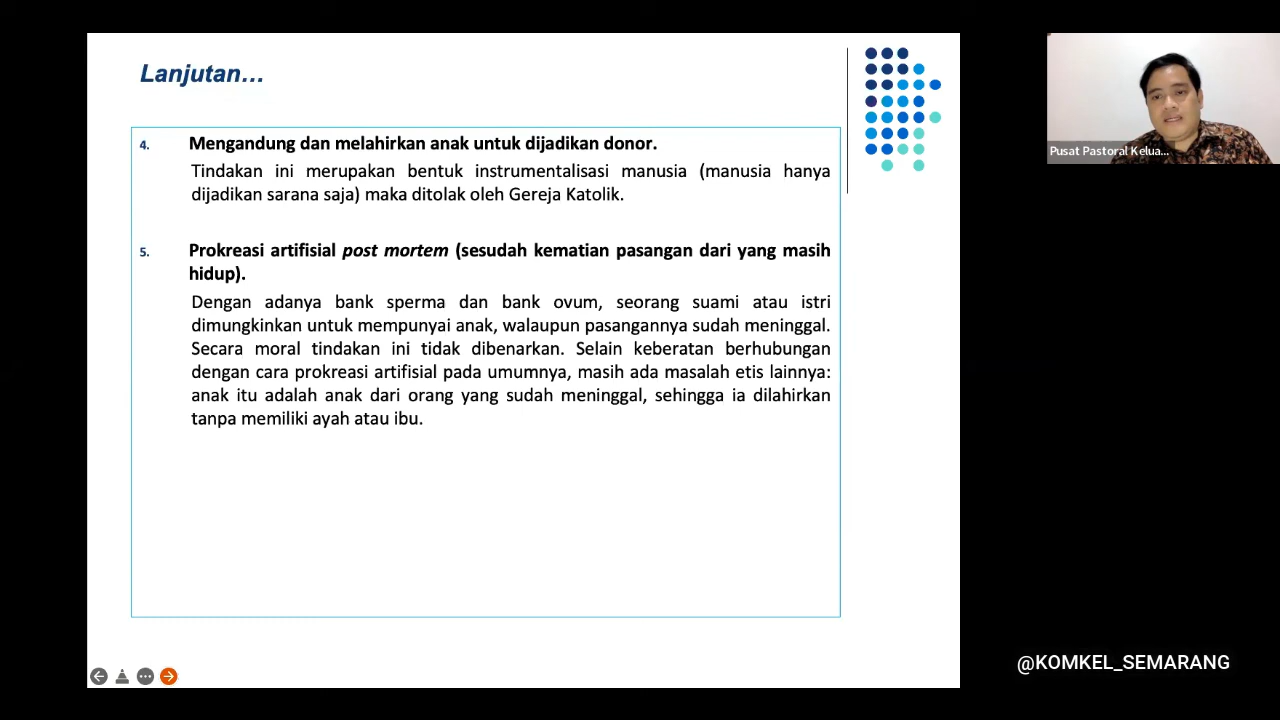 Lanjutan...
4. Mengandung dan melahirkan anak untuk dijadikan donor.
Tindakan ini merupakan bentuk instrumentalisasi manusia (manusia hanya
dijadikan sarana saja) maka ditolak oleh Gereja Katolik.
5. Prokreasi artifisial post mortem (sesudah kematian pasangan dari yang masih
hidup).
Dengan adanya bank sperma dan bank ovum, seorang suami atau istri
dimungkinkan untuk mempunyai anak, walaupun pasangannya sudah meninggal.
Secara moral tindakan ini tidak dibenarkan. Selain keberatan berhubungan
dengan cara prokreasi artifisial pada umumnya, masih ada masalah etis lainnya:
anak itu adalah anak dari orang yang sudah meninggal, sehingga ia dilahirkan
tanpa memiliki ayah atau ibu.
Pusat Pastoral Kelua...
@KOMKEL_SEMARANG